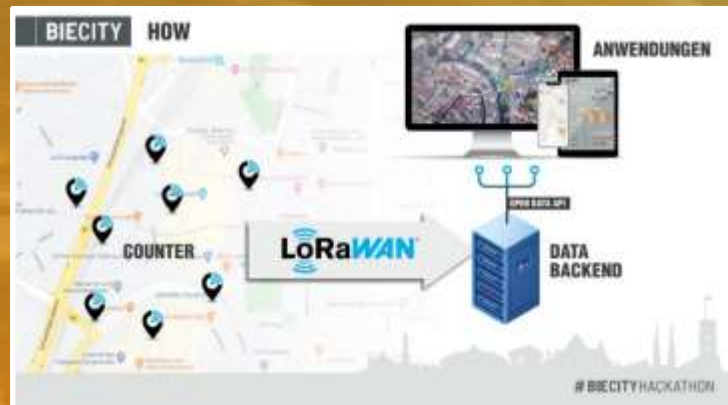 BIECITY HOW
ANWENDUNGEN
OPEN DATA API
COUNTER
LoRaWAN
DATA
BACKEND
# BIECITYHACKATHON